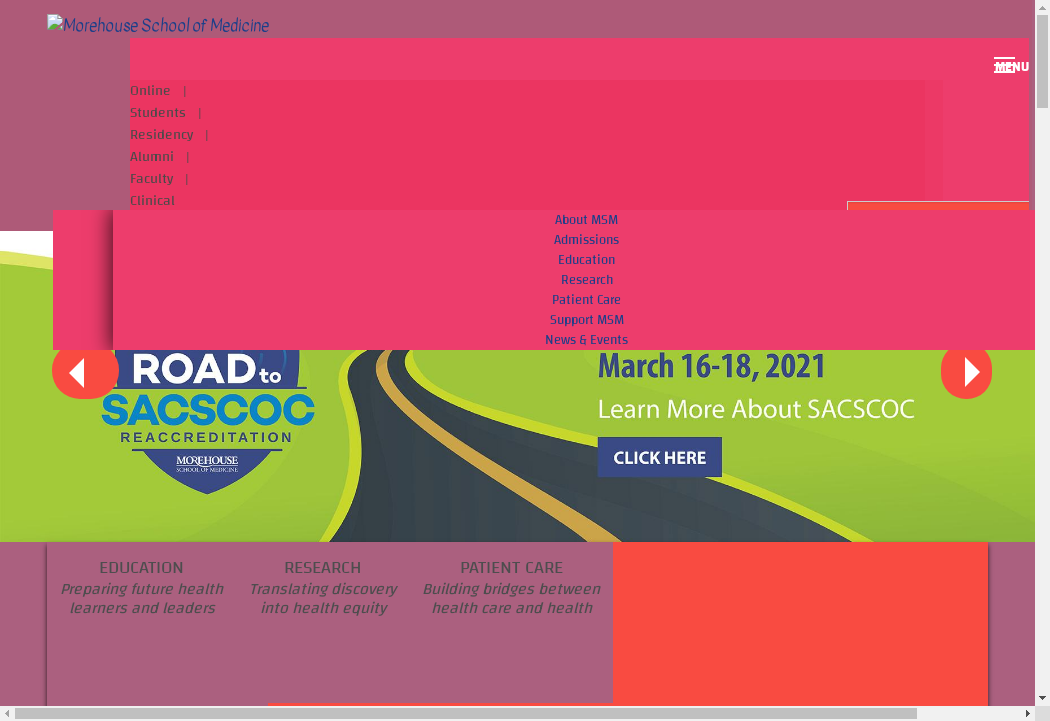 Morehouse School of Medicine
MENU
Online |
Students |
Residency |
Alumni |
Faculty |
Clinical
About MSM
Admissions
Education
Research
Patient Care
Support MSM
News & Events
ROAD to
SACSCOC
REACCREDITATION
MOREHOUSE
SCHOOL OF MEDICINE
March 16-18, 2021
Learn More About SACSCOC
CLICK HERE
EDUCATION
Preparing future health
learners and leaders
RESEARCH
Translating discovery
into health equity
PATIENT CARE
Building bridges between
health care and health